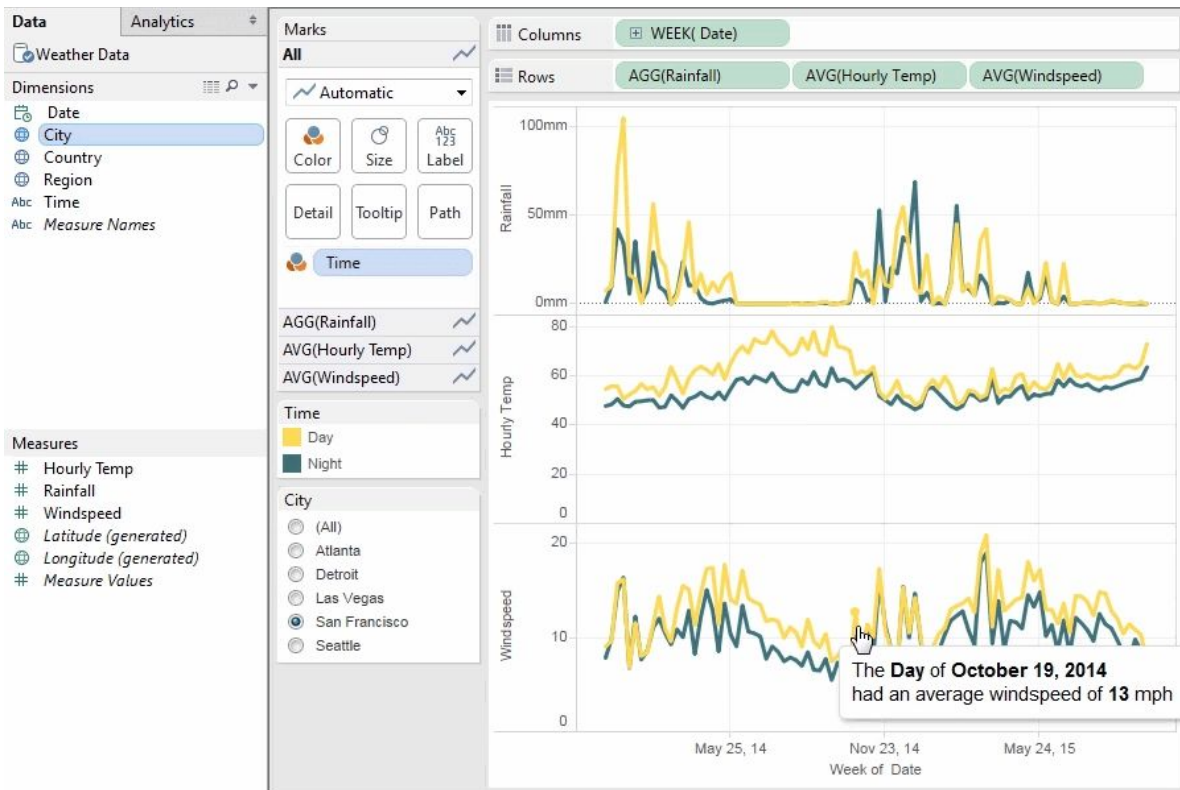 Data
Analytics
Weather Data
Dimensions
Date
City
Country
Region
Abc Time
Abc Measure Names
Measures
# Hourly Temp
# Rainfall
# Windspeed
Latitude (generated)
Longitude (generated)
# Measure Values
Marks
All
Automatic
Color
Size
Abc
123
Label
Detail
Tooltip
Path
Time
AGG(Rainfall)
AVG(Hourly Temp)
AVG(Windspeed)
Time
Day
Night
City
(All)
Atlanta
Detroit
Las Vegas
San Francisco
Seattle
Columns
WEEK( Date)
Rows
AGG(Rainfall)
AVG(Hourly Temp)
AVG(Windspeed)
Rainfall
100mm
50mm
0mm
Hourly Temp
80
60
40
20
0
Windspeed
20
10
0
The Day of October 19, 2014
had an average windspeed of 13 mph
May 25, 14
Nov 23, 14
May 24, 15
Week of Date